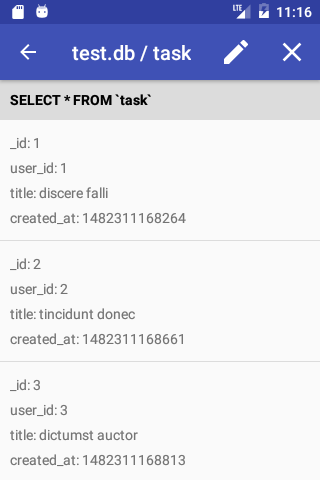 LTE 11:16
test.db / task
SELECT * FROM `task`
_id: 1
user_id: 1
title: discere falli
created_at: 1482311168264
_id: 2
user_id: 2
title: tincidunt donec
created_at: 1482311168661
_id: 3
user_id: 3
title: dictumst auctor
created_at: 1482311168813